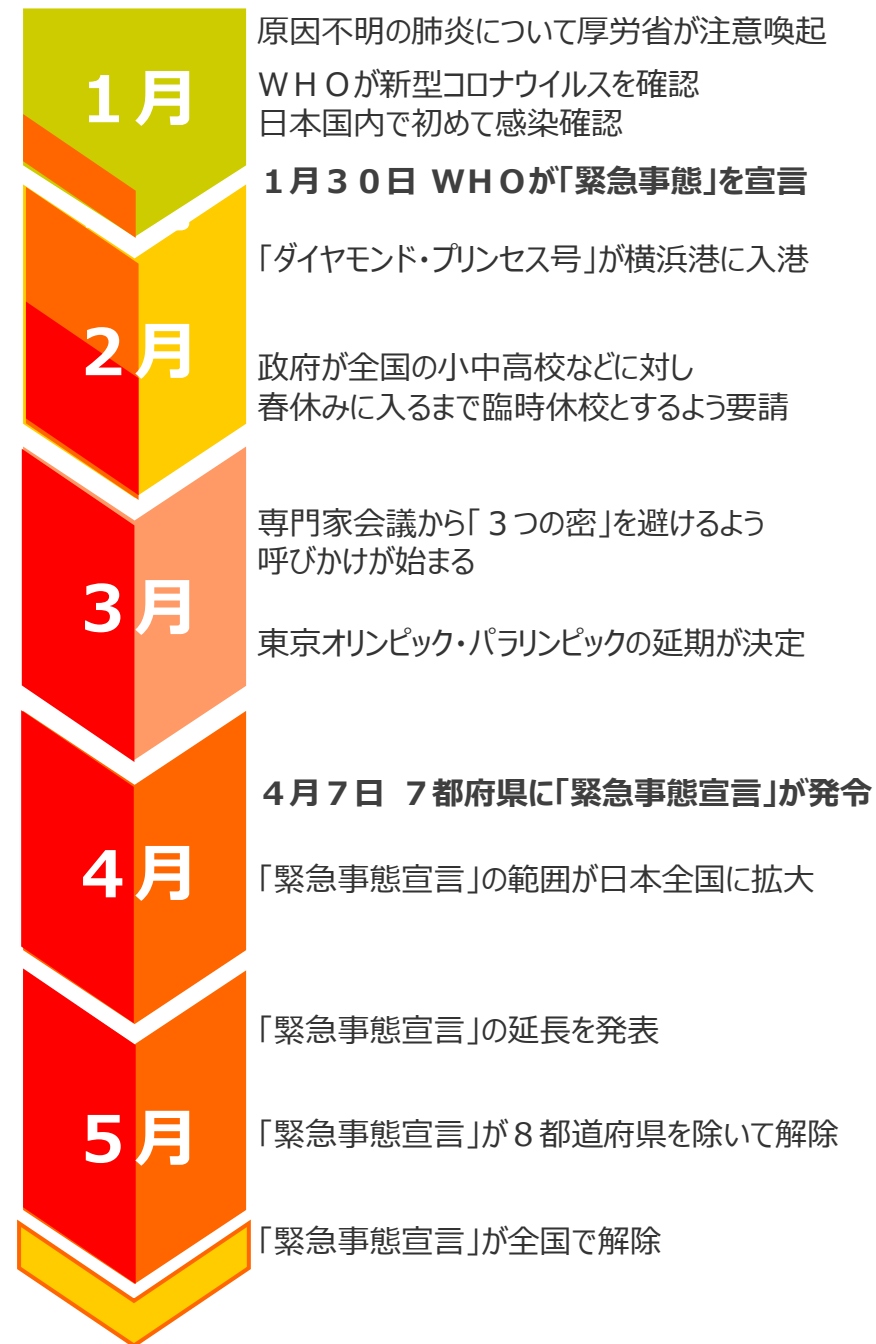 1月
原因不明の肺炎について厚労省が注意喚起
WHOが新型コロナウイルスを確認
日本国内で初めて感染確認
1月30日 WHOが「緊急事態」を宣言
2月
「ダイヤモンド・プリンセス号」が横浜港に入港
政府が全国の小中高校などに対し
春休みに入るまで臨時休校とするよう要請
3月
専門家会議から「3つの密」を避けるよう
呼びかけが始まる
東京オリンピック・パラリンピックの延期が決定
4月
4月7日 7都府県に「緊急事態宣言」が発令
「緊急事態宣言」の範囲が日本全国に拡大
5月
「緊急事態宣言」の延長を発表
「緊急事態宣言」が8都道府県を除いて解除
「緊急事態宣言」が全国で解除